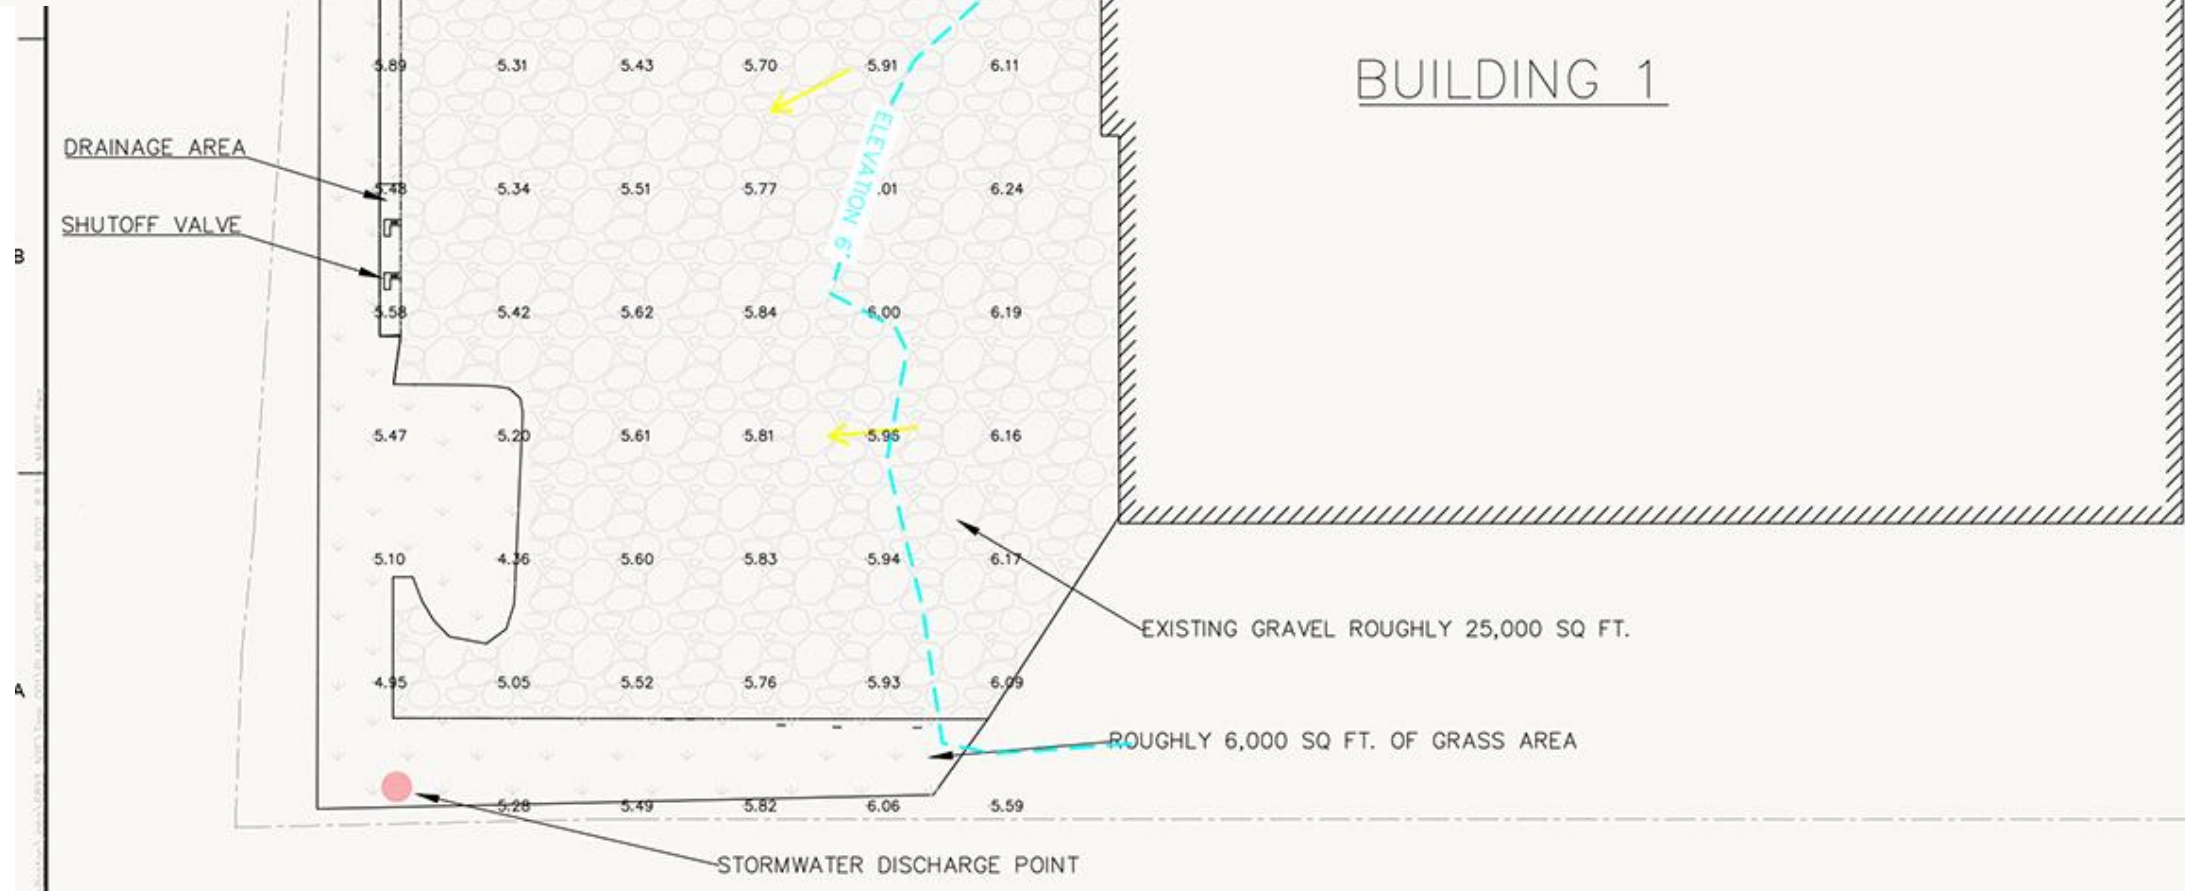 BUILDING 1
5.89 5.31 5.43 5.70 5.91 6.11
DRAINAGE AREA
ELEVATION 6'
5.48 5.34 5.51 5.77 .01 6.24
SHUTOFF VALVE
B
5.58 5.42 5.62 5.84 6.00 6.19
5.47 5.20 5.61 5.81 5.95 6.16
5.10 4.36 5.60 5.83 5.94 6.17
EXISTING GRAVEL ROUGHLY 25,000 SQ FT.
4.95 5.05 5.52 5.76 5.93 6.09
A
ROUGHLY 6,000 SQ FT. OF GRASS AREA
5.28 5.49 5.82 6.06 5.59
STORMWATER DISCHARGE POINT